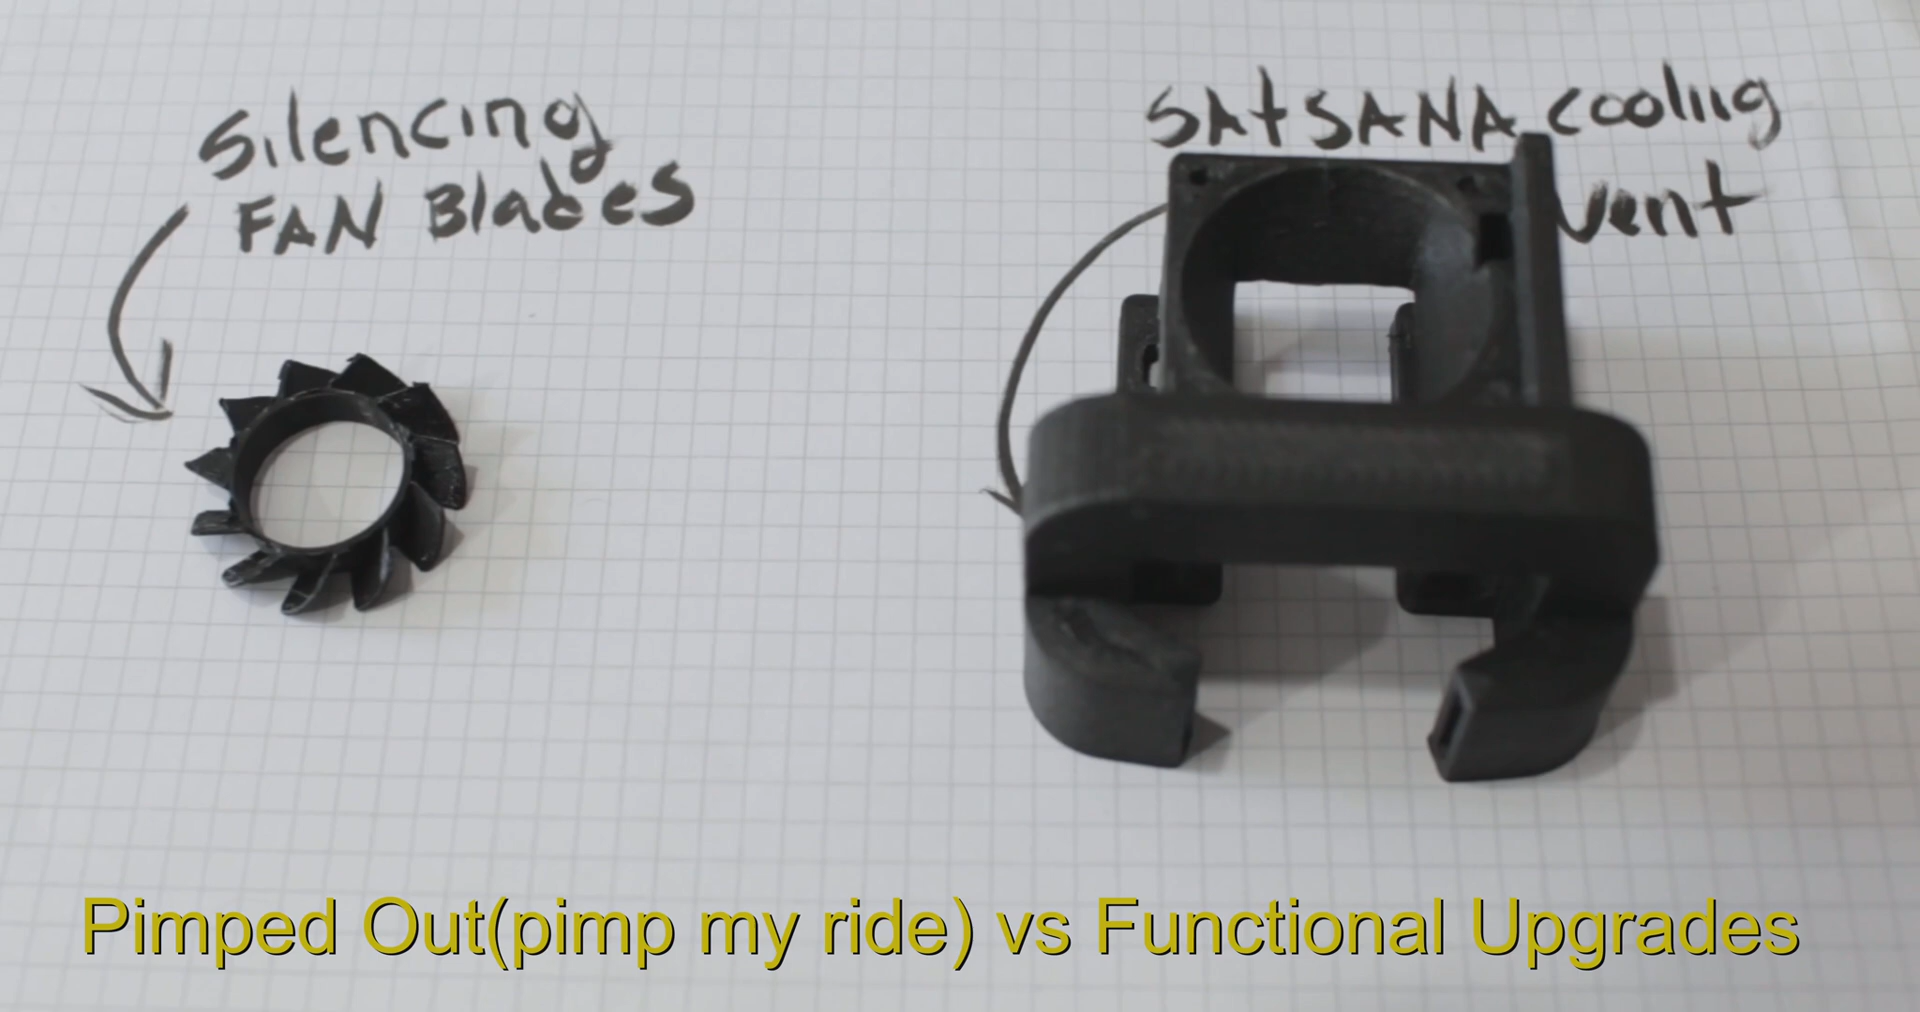 Silencing
FAN Blades
SAtSANA cooling
vent
Pimped Out(pimp my ride) vs Functional Upgrades